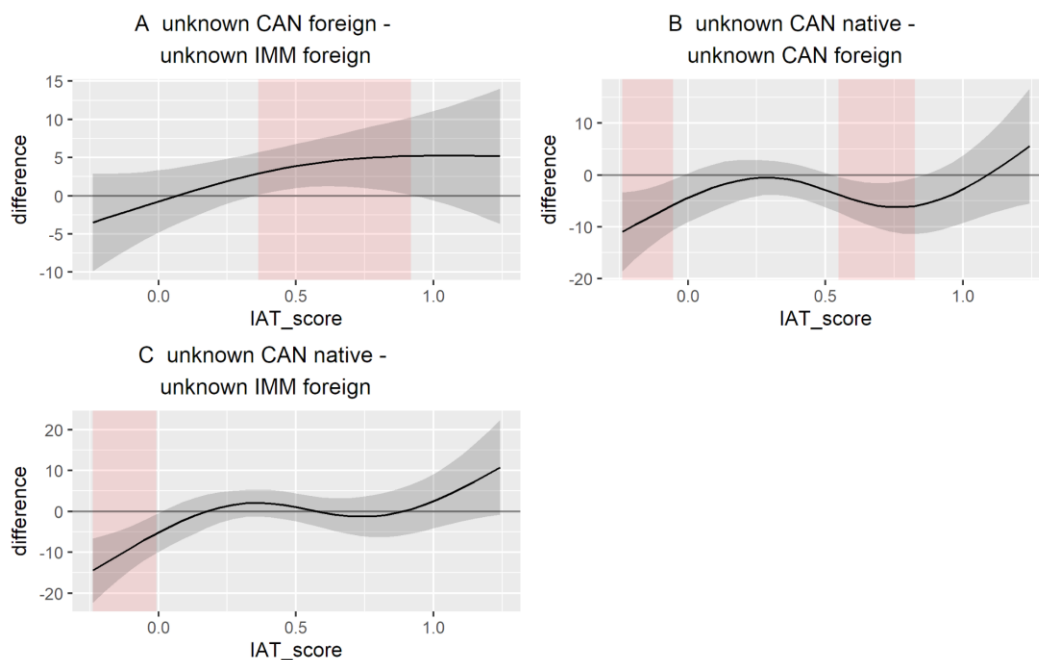 A unknown CAN foreign -
unknown IMM foreign
15
10
5
0
-5
-10
difference
0.0 0.5 1.0
IAT_score
B unknown CAN native -
unknown CAN foreign
10
0
-10
-20
difference
0.0 0.5 1.0
IAT_score
C unknown CAN native -
unknown IMM foreign
20
10
0
-10
-20
difference
0.0 0.5 1.0
IAT_score